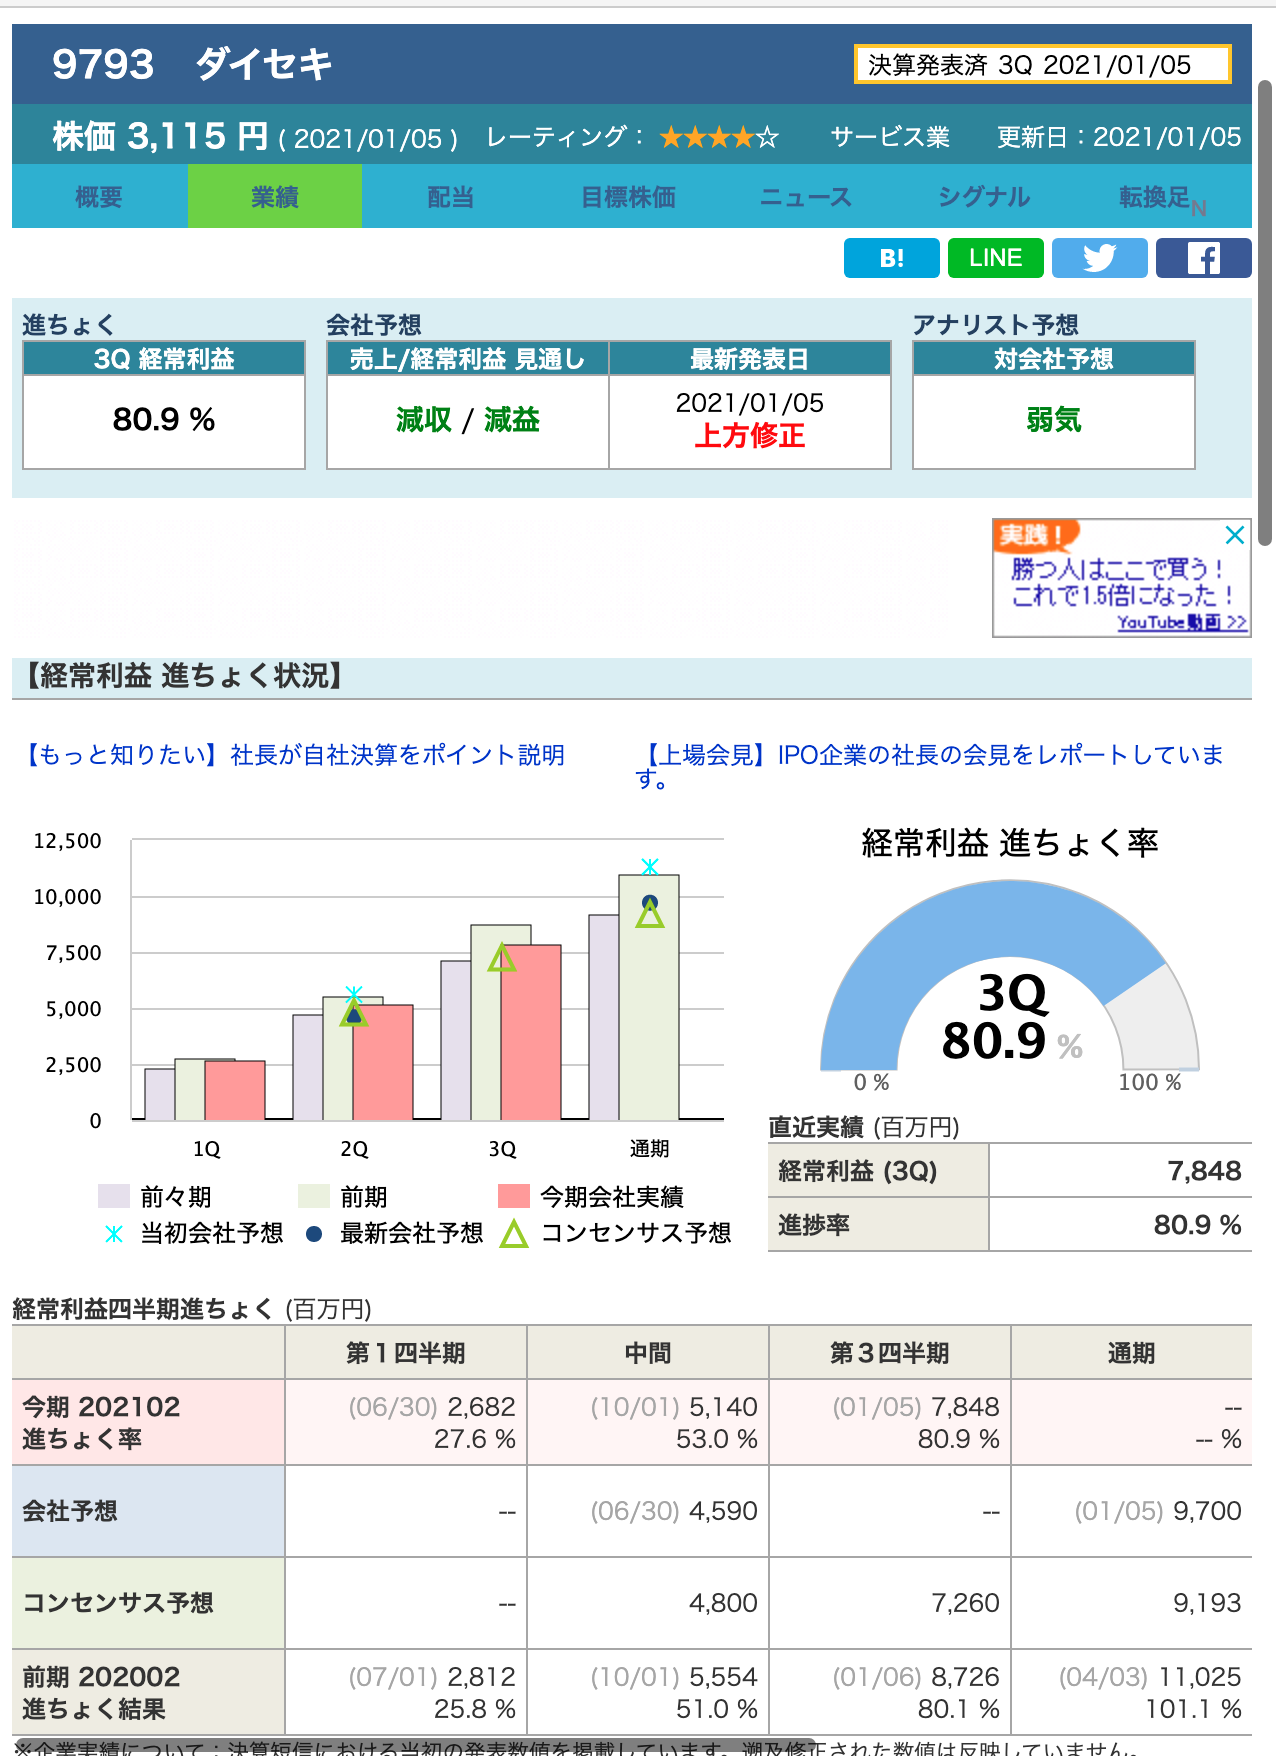 9793　ダイセキ
決算発表済 3Q 2021/01/05
株価 3,115 円 ( 2021/01/05 )　レーティング： ★★★★☆　サービス業　更新日：2021/01/05
概要　業績　配当　目標株価　ニュース　シグナル　転換足N
B!　LINE
進ちょく　会社予想　アナリスト予想
3Q 経常利益　売上/経常利益 見通し　最新発表日　対会社予想
80.9 %　減収 / 減益　2021/01/05　弱気
上方修正
実践！
勝つ人はここで買う！
これで1.5倍になった！
YouTube動画 >>
【経常利益 進ちょく状況】
【もっと知りたい】社長が自社決算をポイント説明
【上場会見】IPO企業の社長の会見をレポートしていま
す。
経常利益 進ちょく率
12,500
10,000
7,500
5,000
2,500
0
1Q　2Q　3Q　通期
前々期　前期　今期会社実績
当初会社予想　最新会社予想　コンセンサス予想
3Q
80.9 %
0 %　100 %
直近実績 (百万円)
経常利益 (3Q)　7,848
進捗率　80.9 %
経常利益四半期進ちょく (百万円)
第１四半期　中間　第３四半期　通期
今期 202102　(06/30) 2,682　(10/01) 5,140　(01/05) 7,848　--
進ちょく率　27.6 %　53.0 %　80.9 %　-- %
会社予想　--　(06/30) 4,590　--　(01/05) 9,700
コンセンサス予想　--　4,800　7,260　9,193
前期 202002　(07/01) 2,812　(10/01) 5,554　(01/06) 8,726　(04/03) 11,025
進ちょく結果　25.8 %　51.0 %　80.1 %　101.1 %
※企業実績について：決算短信における当初の発表数値を掲載しています。遡及修正された数値は反映していません。